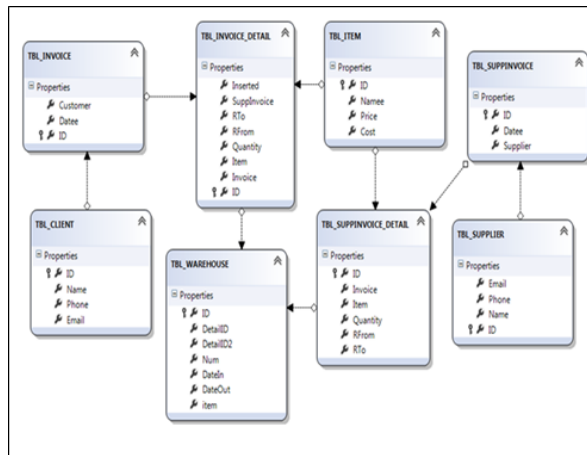 TBL_INVOICE
Properties
Customer
Datee
ID
TBL_INVOICE_DETAIL
Properties
Inserted
SuppInvoice
RTo
RFrom
Quantity
Item
Invoice
ID
TBL_ITEM
Properties
ID
Namee
Price
Cost
TBL_SUPPINVOICE
Properties
ID
Datee
Supplier
TBL_CLIENT
Properties
ID
Name
Phone
Email
TBL_WAREHOUSE
Properties
ID
DetailID
DetailID2
Num
DateIn
DateOut
item
TBL_SUPPINVOICE_DETAIL
Properties
ID
Invoice
Item
Quantity
RFrom
RTo
TBL_SUPPLIER
Properties
Email
Phone
Name
ID